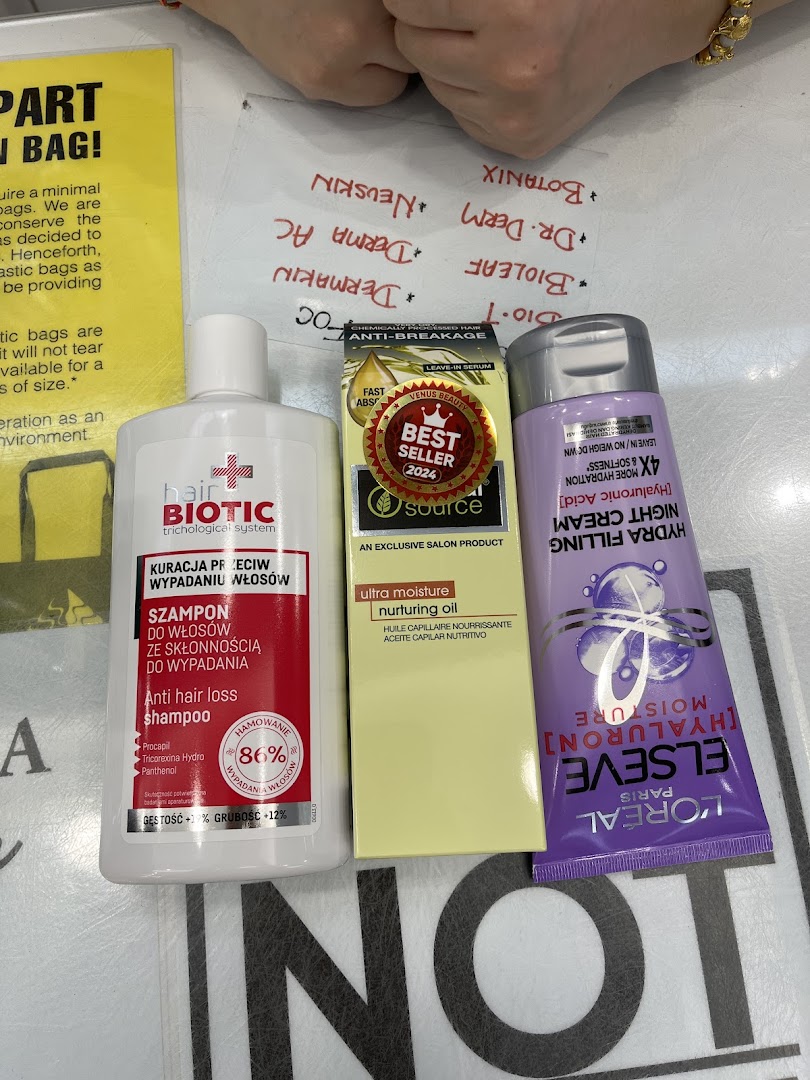 PART
N BAG!
uire a minimal
bags. We are
conserve the
as decided to
. Henceforth,
astic bags as
be providing
tic bags are
it will not tear
vailable for a
s of size.*
eration as an
nvironment.
• BOTANIX
• DR. DERM
• BIOLEAF
BIO-T
• NEUSKIN
• DERMA AC
• DERMAKIN
FOC
hair
BIOTIC
trichological system
KURACJA PRZECIW
WYPADANIU WŁOSÓW
SZAMPON
DO WŁOSÓW
ZE SKŁONNOŚCIĄ
DO WYPADANIA
Anti hair loss
shampoo
Procapil
Tricorexina Hydro
Panthenol
HAMOWANIE
86%
WYPADANIA WŁOSÓW
GĘSTOŚĆ GRUBOŚĆ +12%
CHEMICALLY PROCESSED HAIR
ANTI-BREAKAGE
LEAVE-IN SERUM
FAST
VENUS BEAUTY
BEST
SELLER
2024
source
AN EXCLUSIVE SALON PRODUCT
ultra moisture
nurturing oil
HUILE CAPILLAIRE NOURRISSANTE
ACEITE CAPILAR NUTRITIVO
L'ORÉAL
PARIS
ELSEVE
[HYALURON]
MOISTURE
HYDRA FILLING
NIGHT CREAM
[Hyaluronic Acid]
4X MORE HYDRATION
& SOFTNESS*
LEAVE IN / NO WEIGH DOWN
DEHYDRATED HAIR
A
NOT